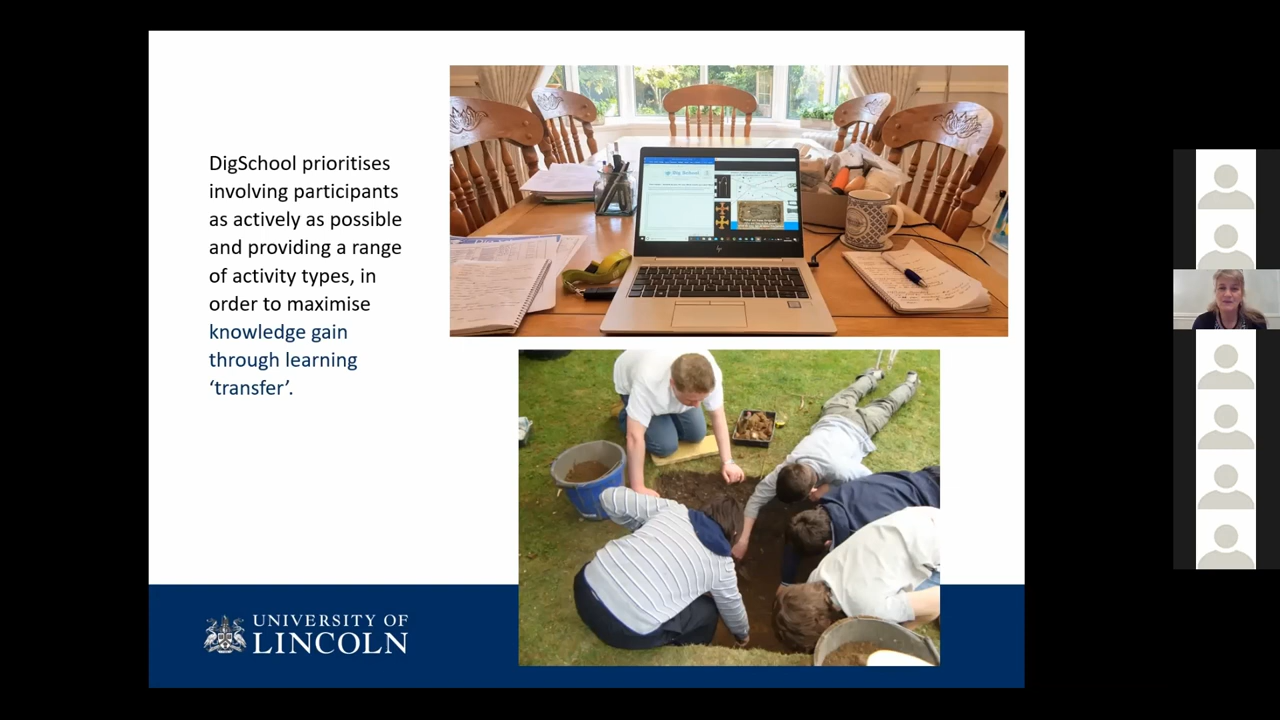 DigSchool prioritises
involving participants
as actively as possible
and providing a range
of activity types, in
order to maximise
knowledge gain
through learning
‘transfer’.
UNIVERSITY OF
LINCOLN